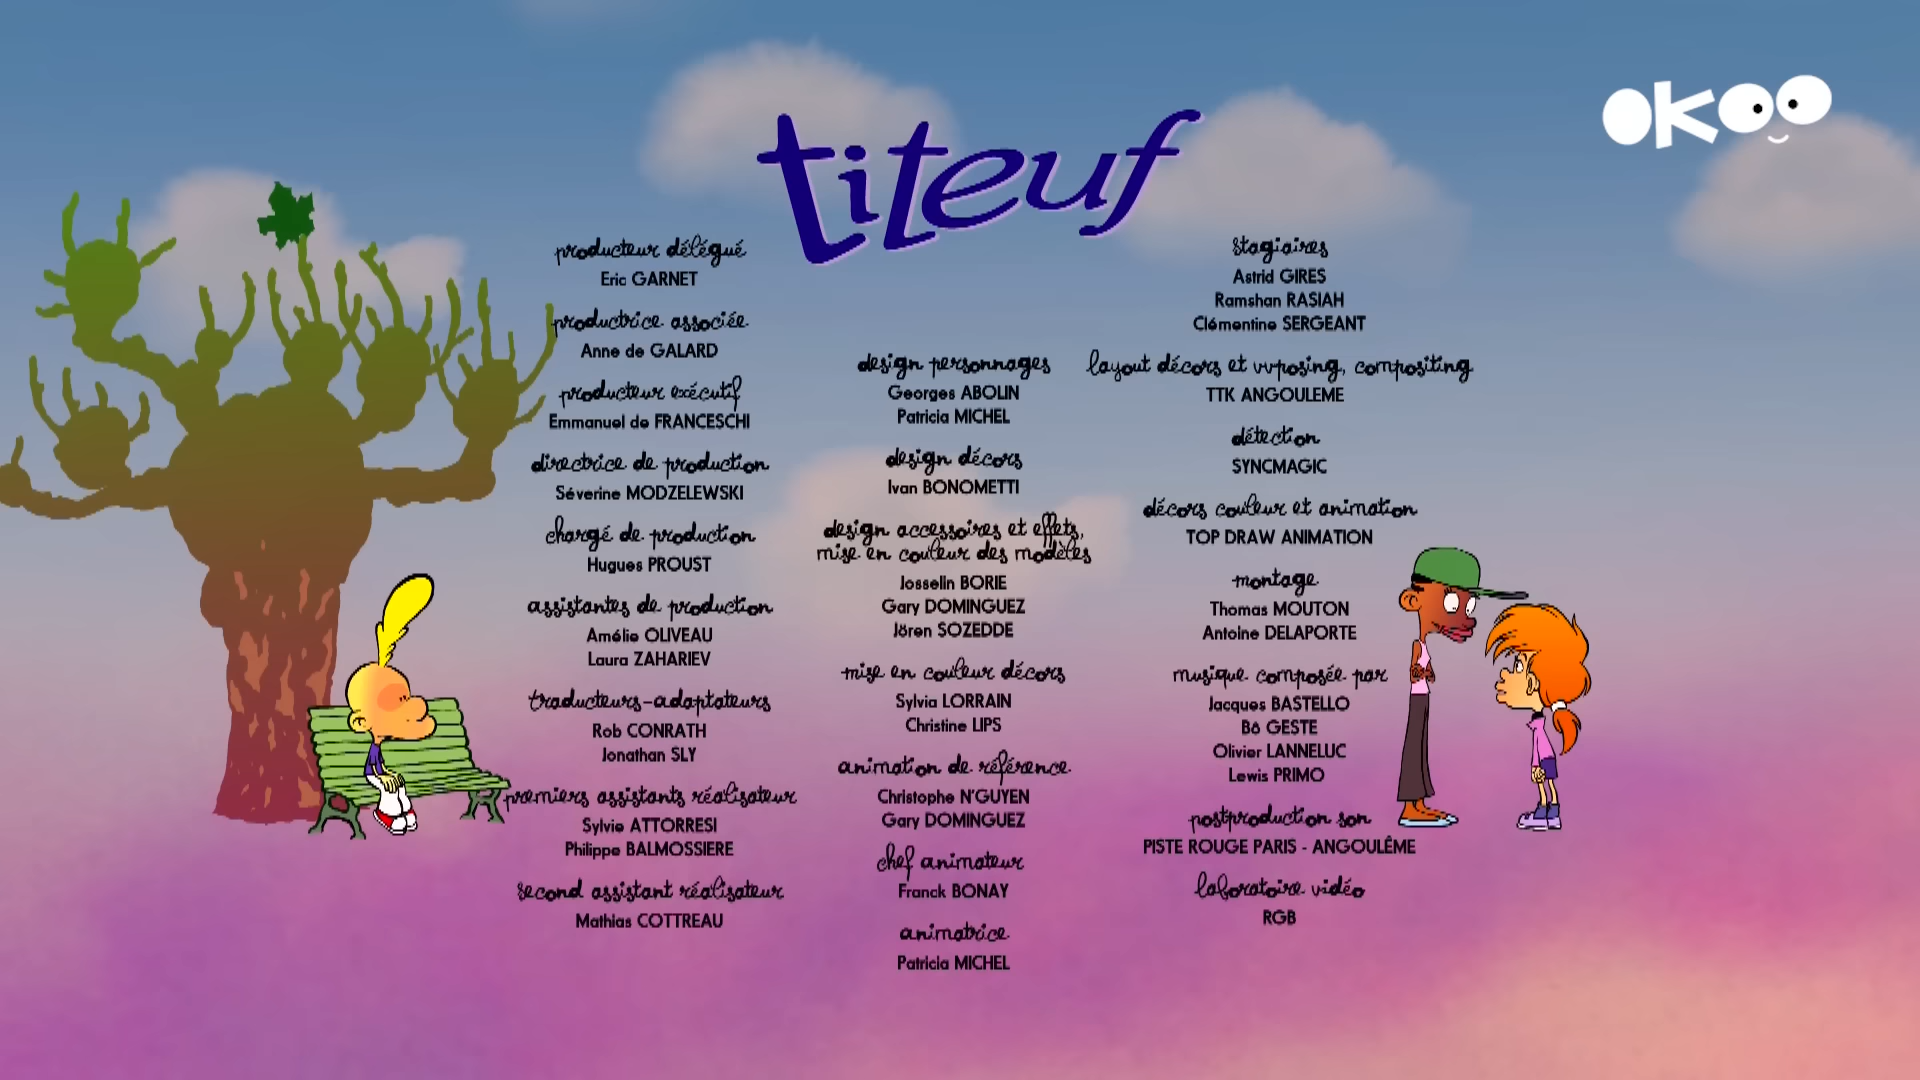 titeuf
OKOO
producteur délégué
Eric GARNET
productrice associée
Anne de GALARD
producteur exécutif
Emmanuel de FRANCESCHI
directrice de production
Séverine MODZELEWSKI
chargé de production
Hugues PROUST
assistantes de production
Amélie OLIVEAU
Laura ZAHARIEV
traducteurs-adaptateurs
Rob CONRATH
Jonathan SLY
premiers assistants réalisateur
Sylvie ATTORRESI
Philippe BALMOSSIERE
second assistant réalisateur
Mathias COTTREAU
design personnages
Georges ABOLIN
Patricia MICHEL
design décors
Ivan BONOMETTI
design accessoires et effets,
mise en couleur des modèles
Josselin BORIE
Gary DOMINGUEZ
Jören SOZEDDE
mise en couleur décors
Sylvia LORRAIN
Christine LIPS
animation de référence
Christophe N'GUYEN
Gary DOMINGUEZ
chef animateur
Franck BONAY
animatrice
Patricia MICHEL
stagiaires
Astrid GIRES
Ramshan RASIAH
Clémentine SERGEANT
layout décors et vvposing, compositing
TTK ANGOULEME
détection
SYNCMAGIC
décors couleur et animation
TOP DRAW ANIMATION
montage
Thomas MOUTON
Antoine DELAPORTE
musique composée par
Jacques BASTELLO
Bô GESTE
Olivier LANNELUC
Lewis PRIMO
postproduction son
PISTE ROUGE PARIS - ANGOULÊME
laboratoire vidéo
RGB